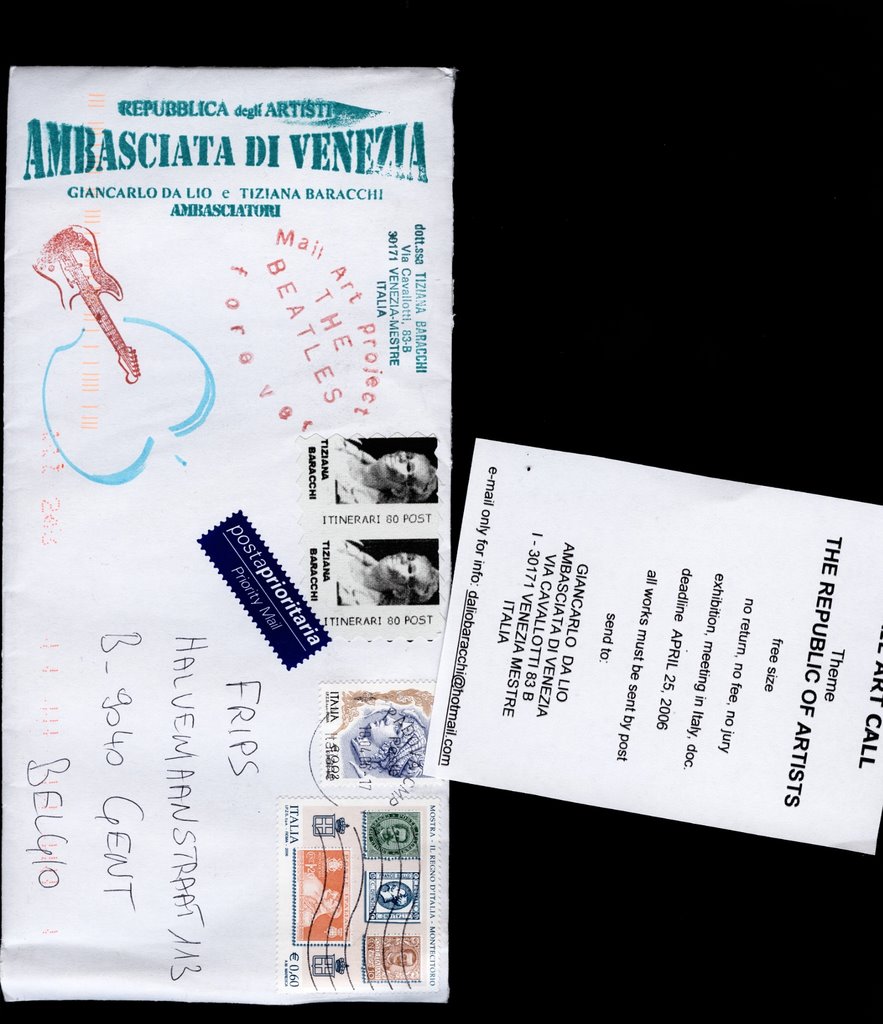 REPUBBLICA degli ARTISTI
AMBASCIATA DI VENEZIA
GIANCARLO DA LIO e TIZIANA BARACCHI
AMBASCIATORI
dott.ssa TIZIANA BARACCHI
Via Cavallotti, 83-B
30171 VENEZIA-MESTRE
ITALIA
Mail Art project
THE
BEATLES
for
TIZIANA
BARACCHI
ITINERARI 80 POST
TIZIANA
BARACCHI
ITINERARI 80 POST
postaprioritaria
Priority Mail
ITALIA
MOSTRA - IL REGNO D'ITALIA - MONTECITORIO
ITALIA
€ 0,60
FRIPS
HALVEMAANSTRAAT 113
B-9040 GENT
BELGIO
ART CALL
Theme
THE REPUBLIC OF ARTISTS
free size
no return, no fee, no jury
exhibition, meeting in Italy, doc.
deadline APRIL 25, 2006
all works must be sent by post
send to:
GIANCARLO DA LIO
AMBASCIATA DI VENEZIA
VIA CAVALLOTTI 83 B
I - 30171 VENEZIA MESTRE
ITALIA
e-mail only for info: daliobaracchi@hotmail.com